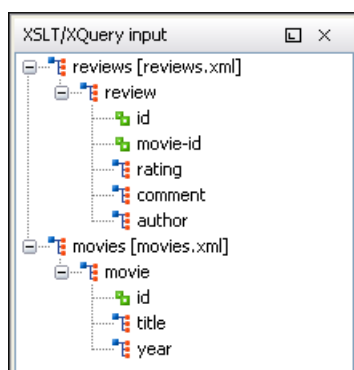 XSLT/XQuery input
reviews [reviews.xml]
review
id
movie-id
rating
comment
author
movies [movies.xml]
movie
id
title
year